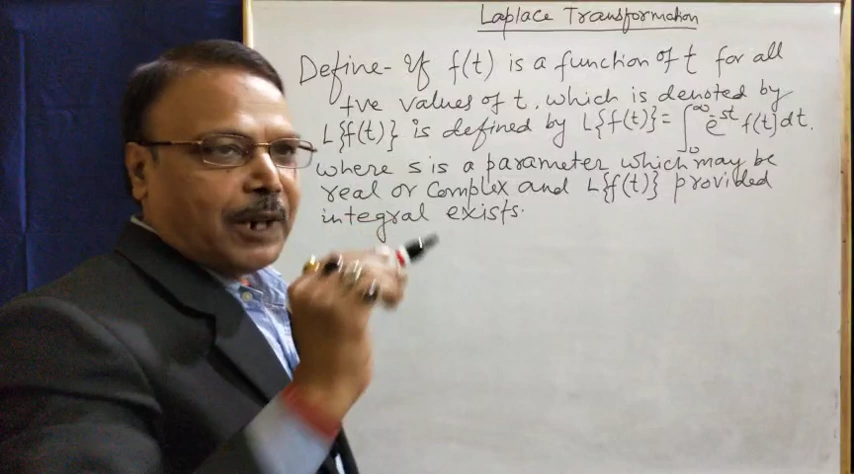 Laplace Transformation
Define- If f(t) is a function of t for all
+ve values of t, which is denoted by
L{f(t)} is defined by L{f(t)} = ∫₀^∞ e^-st f(t) dt.
where s is a parameter which may be
real or complex and L{f(t)} provided
integral exists.